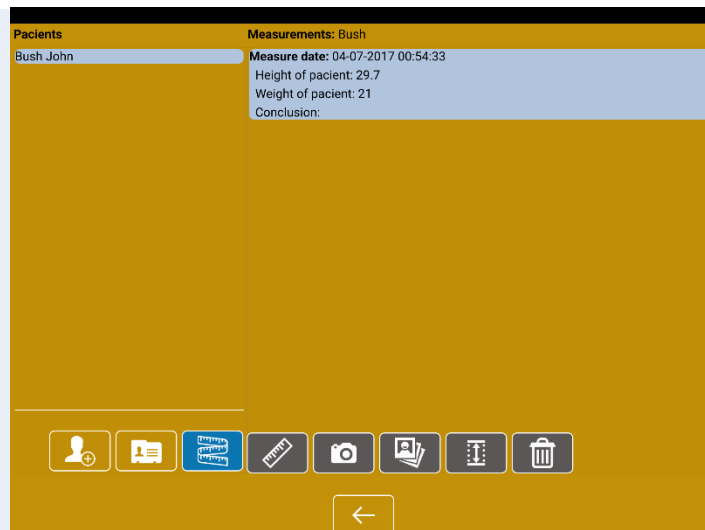 Pacients
Bush John
Measurements: Bush
Measure date: 04-07-2017 00:54:33
Height of pacient: 29.7
Weight of pacient: 21
Conclusion: